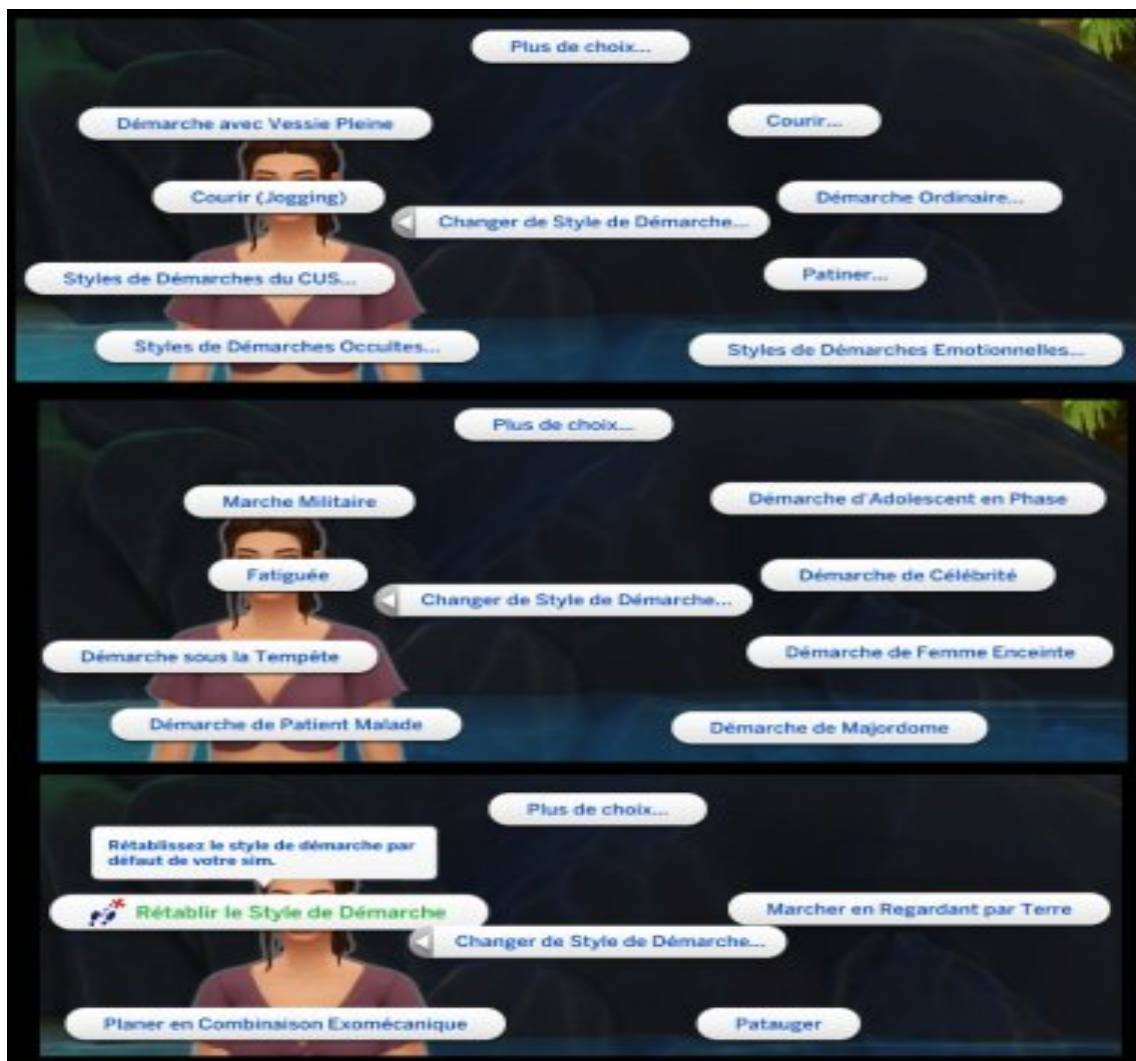 Plus de choix...
Démarche avec Vessie Pleine
Courir...
Courir (Jogging)
Démarche Ordinaire...
Changer de Style de Démarche...
Styles de Démarches du CUS...
Patiner...
Styles de Démarches Occultes...
Styles de Démarches Emotionnelles...
Plus de choix...
Marche Militaire
Démarche d'Adolescent en Phase
Fatiguée
Démarche de Célébrité
Changer de Style de Démarche...
Démarche sous la Tempête
Démarche de Femme Enceinte
Démarche de Patient Malade
Démarche de Majordome
Plus de choix...
Rétablissez le style de démarche par
défaut de votre sim.
Rétablir le Style de Démarche
Marcher en Regardant par Terre
Changer de Style de Démarche...
Planer en Combinaison Exomécanique
Patauger